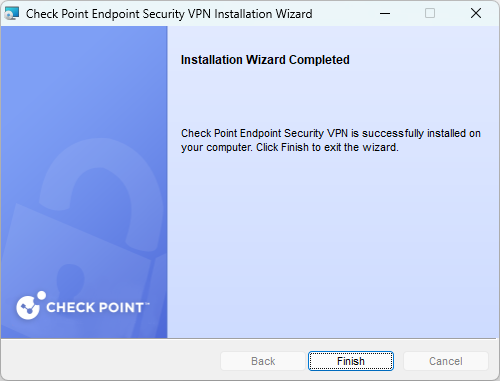 Check Point Endpoint Security VPN Installation Wizard
Installation Wizard Completed
Check Point Endpoint Security VPN is successfully installed on
your computer. Click Finish to exit the wizard.
CHECK POINT™
Back
Finish
Cancel